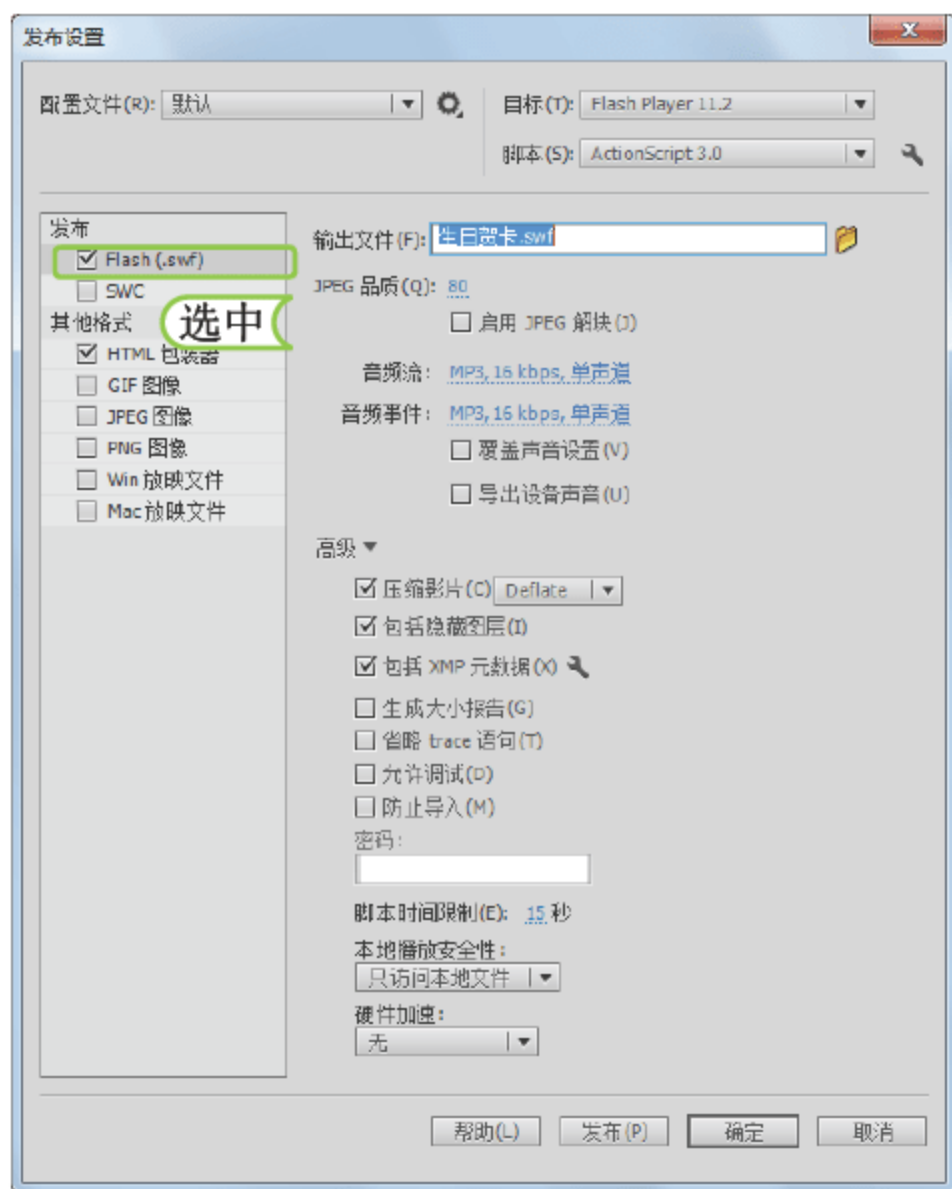 发布设置
配置文件(R): 默认
目标(T): Flash Player 11.2
脚本(S): ActionScript 3.0
发布
Flash (.swf)
SWC
其他格式
选中
HTML 包装器
GIF 图像
JPEG 图像
PNG 图像
Win 放映文件
Mac 放映文件
输出文件(F): 生日贺卡.swf
JPEG 品质(Q): 80
启用 JPEG 解块(J)
音频流: MP3, 16 kbps, 单声道
音频事件: MP3, 16 kbps, 单声道
覆盖声音设置(V)
导出设备声音(U)
高级
压缩影片(C) Deflate
包括隐藏图层(I)
包括 XMP 元数据(X)
生成大小报告(G)
省略 trace 语句(T)
允许调试(D)
防止导入(M)
密码:
脚本时间限制(E): 15 秒
本地播放安全性:
只访问本地文件
硬件加速:
无
帮助(L) 发布(P) 确定 取消